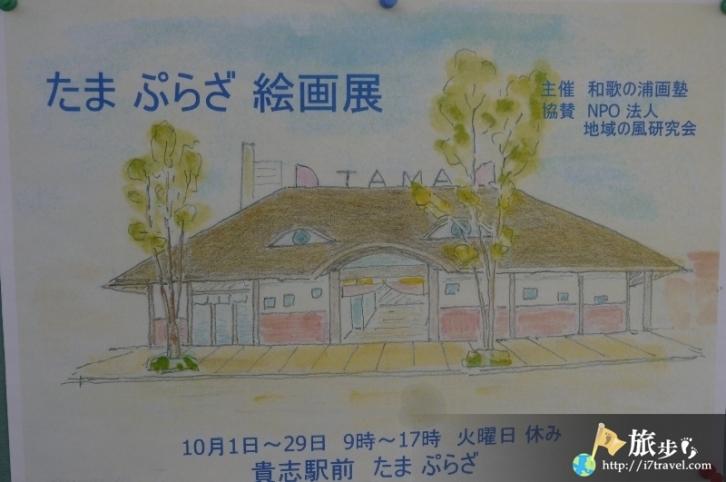 たま ぷらざ 絵画展
主催 和歌の浦画塾
協賛 NPO 法人
地域の風研究会
TAMA
10月1日～29日 9時～17時 火曜日 休み
貴志駅前 たま ぷらざ
旅步
http://i7travel.com/